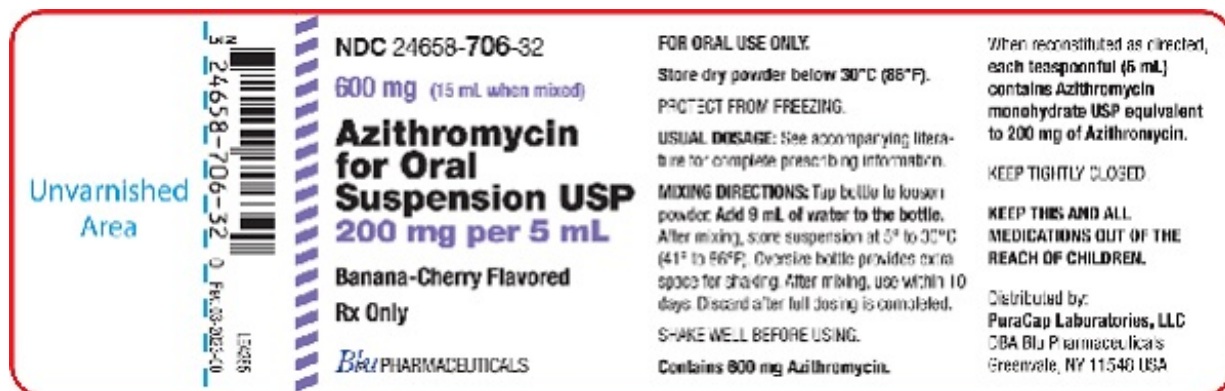 Unvarnished
Area
N
3 24658-706-32 0
Rev. 03-2023-00
NDC 24658-706-32
600 mg (15 mL when mixed)
Azithromycin
for Oral
Suspension USP
200 mg per 5 mL
Banana-Cherry Flavored
Rx Only
Blu PHARMACEUTICALS
FOR ORAL USE ONLY.
Store dry powder below 30°C (86°F).
PROTECT FROM FREEZING.
USUAL DOSAGE: See accompanying litera-
ture for complete prescribing information.
MIXING DIRECTIONS: Tap bottle to loosen
powder. Add 9 mL of water to the bottle.
After mixing, store suspension at 5° to 30°C
(41° to 86°F). Oversize bottle provides extra
space for shaking. After mixing, use within 10
days. Discard after full dosing is completed.
SHAKE WELL BEFORE USING.
Contains 600 mg Azithromycin.
When reconstituted as directed,
each teaspoonful (5 mL)
contains Azithromycin
monohydrate USP equivalent
to 200 mg of Azithromycin.
KEEP TIGHTLY CLOSED.
KEEP THIS AND ALL
MEDICATIONS OUT OF THE
REACH OF CHILDREN.
Distributed by:
PuraCap Laboratories, LLC
DBA Blu Pharmaceuticals
Greenvale, NY 11548 USA